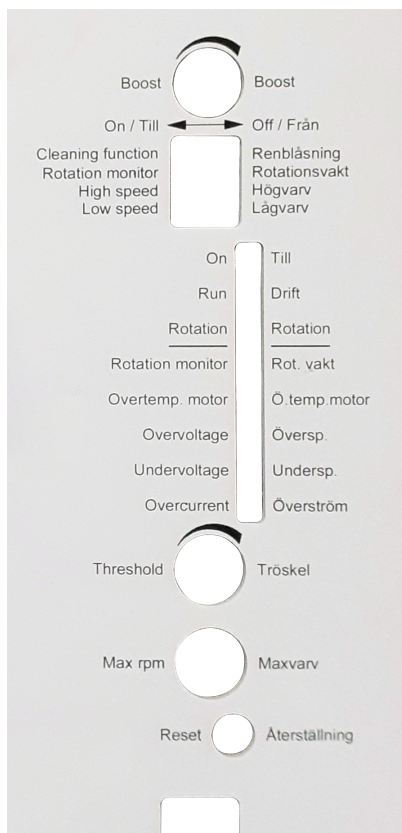 Boost Boost
On / Till Off / Från
Cleaning function Renblåsning
Rotation monitor Rotationsvakt
High speed Högvarv
Low speed Lågvarv
On Till
Run Drift
Rotation Rotation
Rotation monitor Rot. vakt
Overtemp. motor Ö.temp.motor
Overvoltage Översp.
Undervoltage Undersp.
Overcurrent Överström
Threshold Tröskel
Max rpm Maxvarv
Reset Återställning